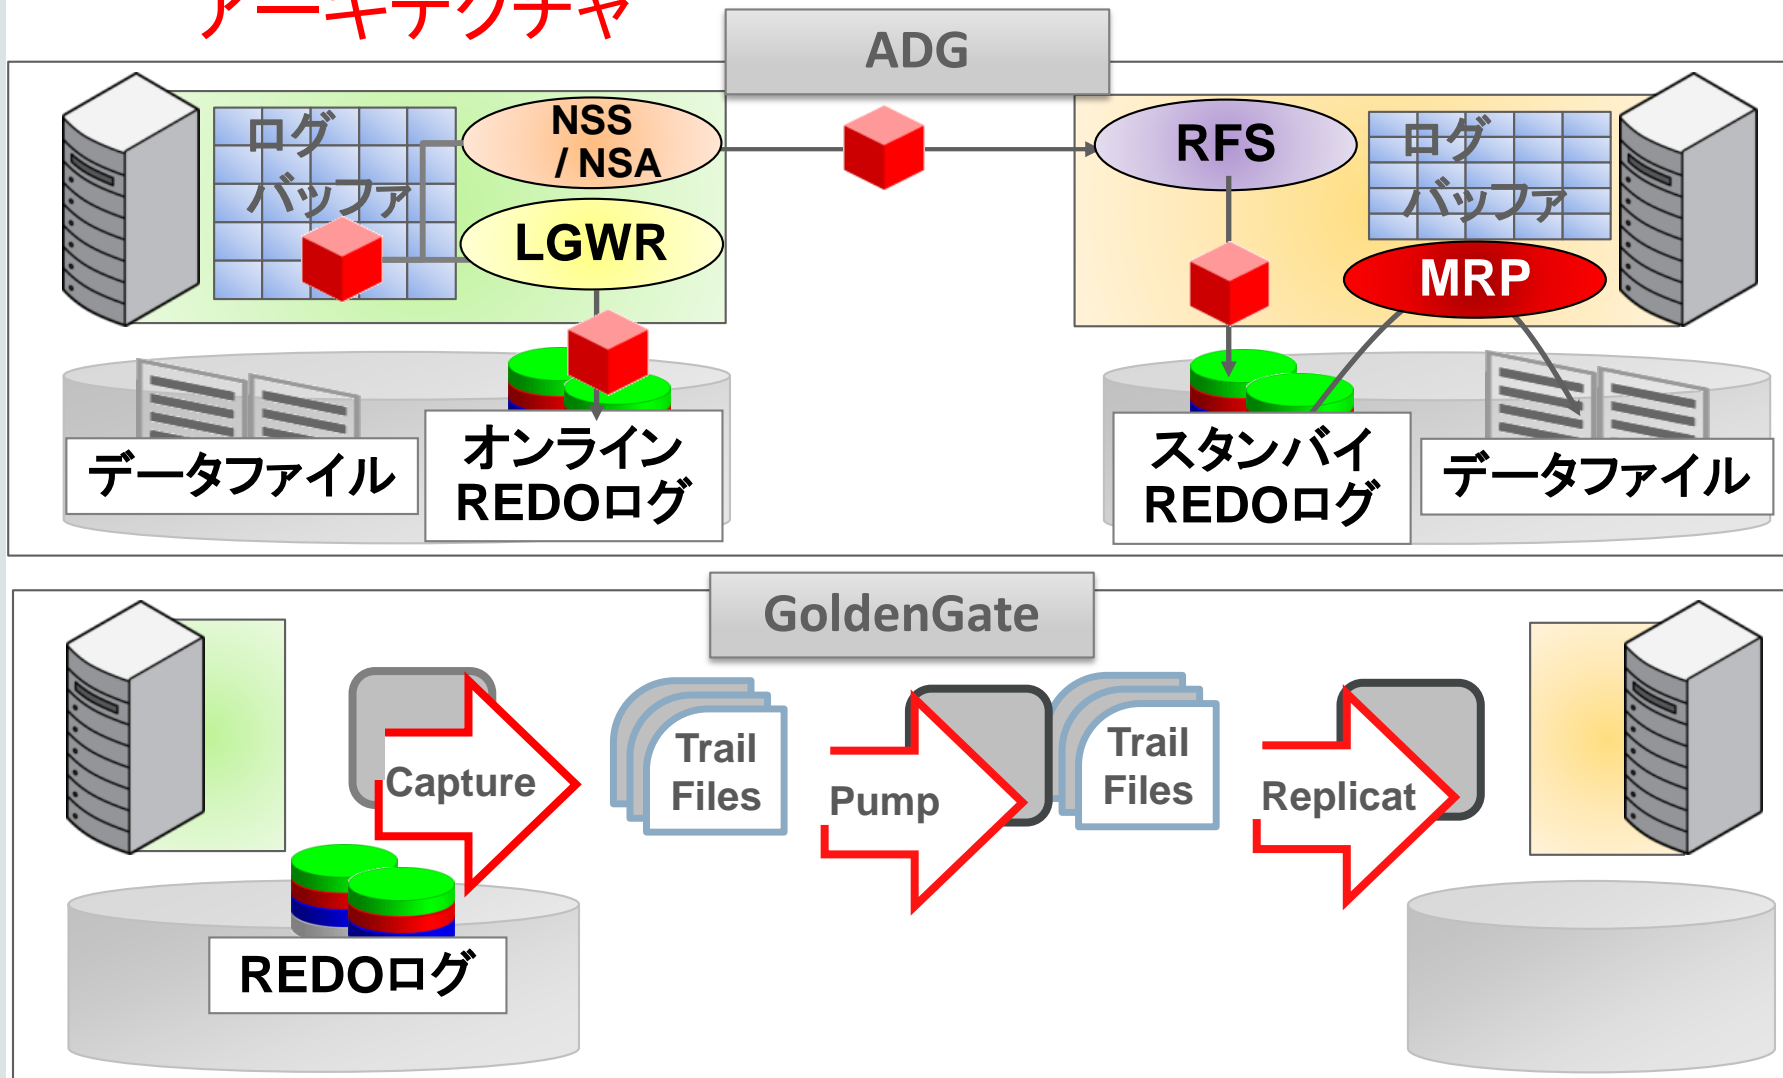 アーキテクチャ
ADG
ログ
バッファ
NSS
/ NSA
LGWR
RFS
ログ
バッファ
MRP
データファイル
オンライン
REDOログ
スタンバイ
REDOログ
データファイル
GoldenGate
Capture
Trail
Files
Pump
Trail
Files
Replicat
REDOログ